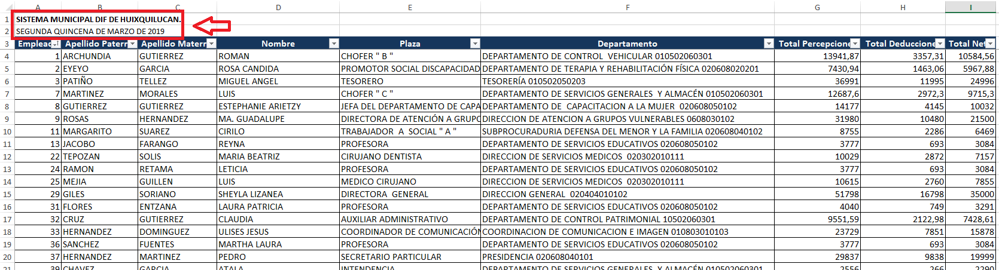 A B C D E F G H I
1 SISTEMA MUNICIPAL DIF DE HUIXQUILUCAN.
2 SEGUNDA QUINCENA DE MARZO DE 2019
3 Emplead Apellido Patern Apellido Matern Nombre Plaza Departamento Total Percepcione Total Deduccione Total Net
4 1 ARCHUNDIA GUTIERREZ ROMAN CHOFER " B " DEPARTAMENTO DE CONTROL  VEHICULAR 010502060301 13941,87 3357,31 10584,56
5 2 EYEYO GARCIA ROSA CANDIDA PROMOTOR SOCIAL DISCAPACIDAD DEPARTAMENTO DE TERAPIA Y REHABILITACIÓN FÍSICA 020608020201 7430,94 1463,06 5967,88
6 3 PATIÑO TELLEZ MIGUEL ANGEL TESORERO TESORERÍA 010502050203 36991 11995 24996
7 7 MARTINEZ MORALES LUIS CHOFER " C " DEPARTAMENTO DE SERVICIOS GENERALES  Y ALMACÉN 010502060301 12687,6 2972,3 9715,3
8 8 GUTIERREZ GUTIERREZ ESTEPHANIE ARIETZY JEFA DEL DEPARTAMENTO DE CAPA DEPARTAMENTO DE  CAPACITACION A LA MUJER  020608050102 14177 4145 10032
9 9 ROSAS HERNANDEZ MA. GUADALUPE DIRECTORA DE ATENCIÓN A GRUPO DIRECCION DE ATENCION A GRUPOS VULNERABLES 0608030102 31980 10480 21500
10 11 MARGARITO SUAREZ CIRILO TRABAJADOR  A  SOCIAL " A " SUBPROCURADURIA DEFENSA DEL MENOR Y LA FAMILIA 020608040102 8755 2286 6469
11 13 JACOBO FARANGO REYNA PROFESORA DEPARTAMENTO DE SERVICIOS EDUCATIVOS 020608050102 3777 693 3084
12 22 TEPOZAN SOLIS MARIA BEATRIZ CIRUJANO DENTISTA DIRECCION DE SERVICIOS MEDICOS  020302010111 10029 2872 7157
13 24 RAMON RETAMA LETICIA PROFESORA DEPARTAMENTO DE SERVICIOS EDUCATIVOS 020608050102 3777 693 3084
14 25 MEJIA GUILLEN LUIS MEDICO CIRUJANO DIRECCION DE SERVICIOS MEDICOS  020302010111 10615 2760 7855
15 29 GILES SORIANO SHEYLA LIZANEA DIRECTORA  GENERAL DIRECCION GENERAL  020404010102 51798 16798 35000
16 31 FLORES ENTZANA LAURA PATRICIA PROFESORA DEPARTAMENTO DE SERVICIOS EDUCATIVOS 020608050102 4040 749 3291
17 32 CRUZ GUTIERREZ CLAUDIA AUXILIAR ADMINISTRATIVO DEPARTAMENTO DE CONTROL PATRIMONIAL 10502060301 9551,59 2122,98 7428,61
18 33 HERNANDEZ DOMINGUEZ ULISES JESUS COORDINADOR DE COMUNICACIÓN COORDINACION DE COMUNICACION E IMAGEN 010803010103 23729 7851 15878
19 36 SANCHEZ FUENTES MARTHA LAURA PROFESORA DEPARTAMENTO DE SERVICIOS EDUCATIVOS 020608050102 3777 693 3084
20 37 HERNANDEZ MARTINEZ PEDRO SECRETARIO PARTICULAR PRESIDENCIA 020608040101 29837 9838 19999
21 39 CHAVEZ GARCIA ATALA INTENDENCIA DEPARTAMENTO DE SERVICIOS GENERALES  Y ALMACÉN 010502060301 2556 266 2290